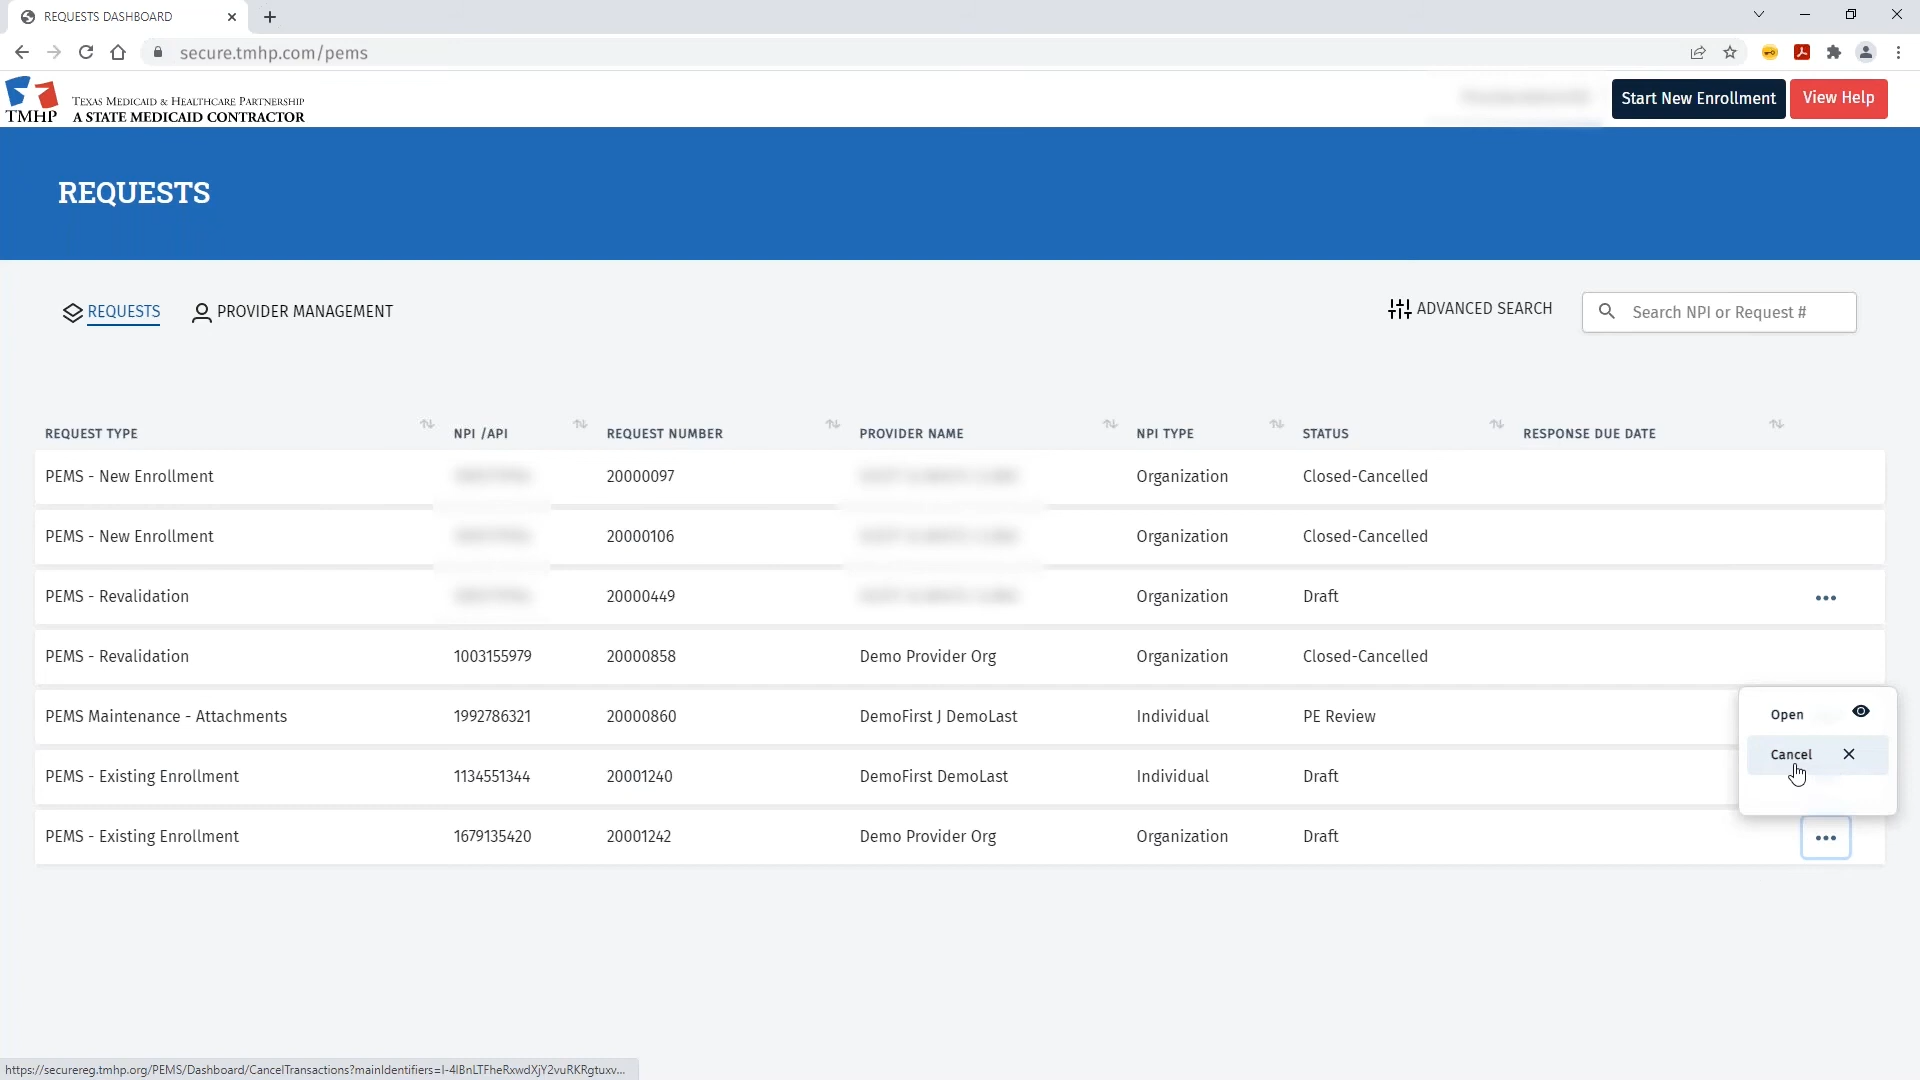 REQUESTS DASHBOARD
secure.tmhp.com/pems
TMHP
TEXAS MEDICAID & HEALTHCARE PARTNERSHIP
A STATE MEDICAID CONTRACTOR
Start New Enrollment
View Help
REQUESTS
REQUESTS
PROVIDER MANAGEMENT
ADVANCED SEARCH
Search NPI or Request #
REQUEST TYPE NPI /API REQUEST NUMBER PROVIDER NAME NPI TYPE STATUS RESPONSE DUE DATE
PEMS - New Enrollment 20000097 Organization Closed-Cancelled
PEMS - New Enrollment 20000106 Organization Closed-Cancelled
PEMS - Revalidation 20000449 Organization Draft
PEMS - Revalidation 1003155979 20000858 Demo Provider Org Organization Closed-Cancelled
PEMS Maintenance - Attachments 1992786321 20000860 DemoFirst J DemoLast Individual PE Review
Open
Cancel
PEMS - Existing Enrollment 1134551344 20001240 DemoFirst DemoLast Individual Draft
PEMS - Existing Enrollment 1679135420 20001242 Demo Provider Org Organization Draft
https://securereg.tmhp.org/PEMS/Dashboard/CancelTransactions?mainIdentifiers=I-4IBnLTFheRxwdXjY2vuRKRgtuxv...